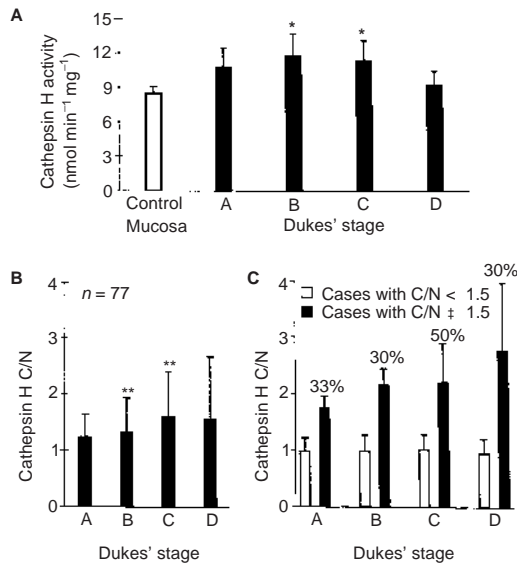 A
Cathepsin H activity
(nmol min⁻¹ mg⁻¹)
15
12
9
6
3
0
* *
Control
Mucosa
A B C D
Dukes' stage
B
n = 77
Cathepsin H C/N
4
3
2
1
0
** **
A B C D
Dukes' stage
C
Cases with C/N < 1.5
Cases with C/N ‡ 1.5
Cathepsin H C/N
4
3
2
1
0
33% 30% 50% 30%
A B C D
Dukes' stage